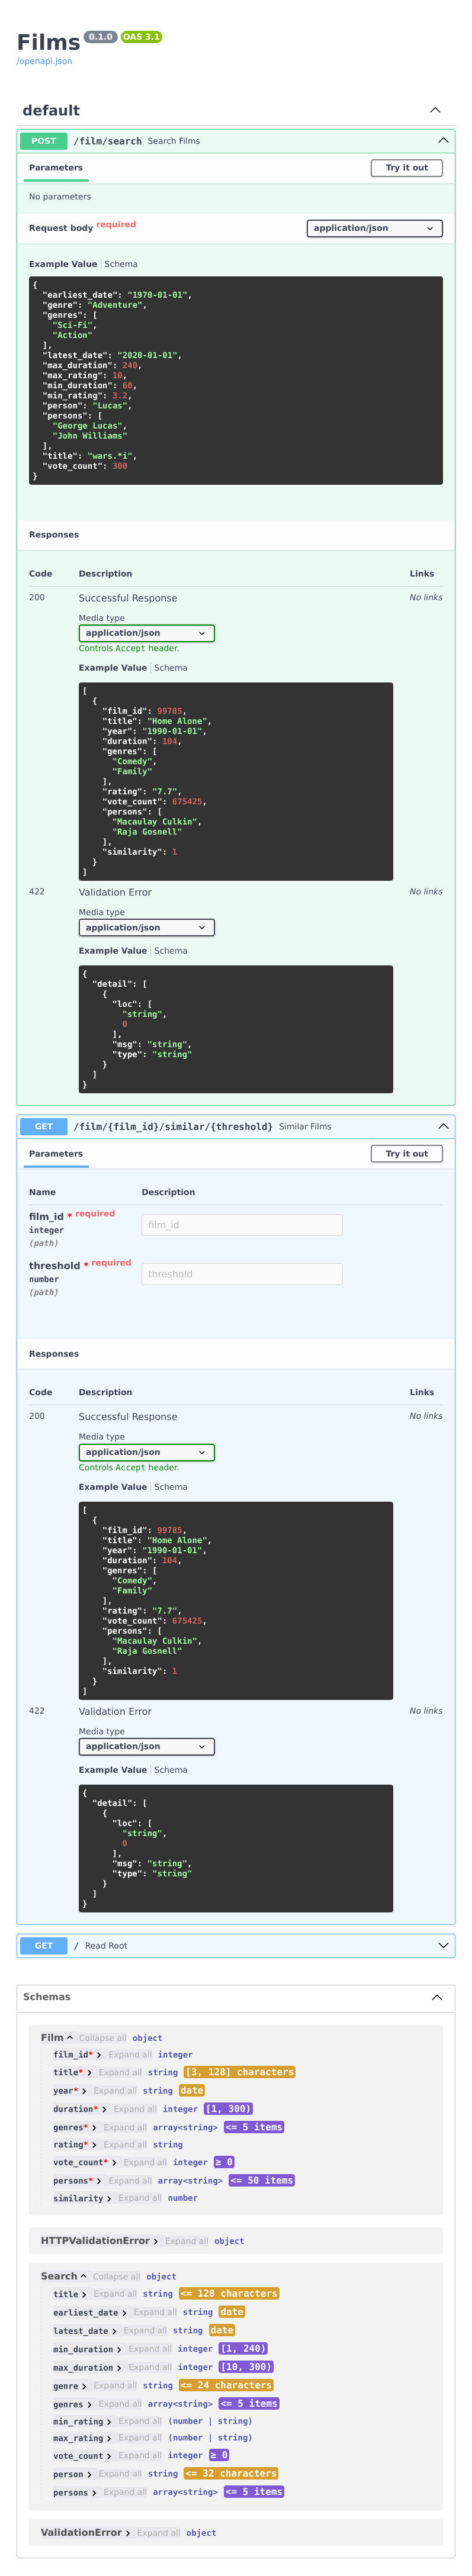 Films 0.1.0 OAS 3.1
/openapi.json
default
POST /film/search Search Films
Parameters Try it out
No parameters
Request body required application/json
Example Value Schema
{
"earliest_date": "1970-01-01",
"genre": "Adventure",
"genres": [
"Sci-Fi",
"Action"
],
"latest_date": "2020-01-01",
"max_duration": 240,
"max_rating": 10,
"min_duration": 60,
"min_rating": 3.2,
"person": "Lucas",
"persons": [
"George Lucas",
"John Williams"
],
"title": "wars.*i",
"vote_count": 300
}
Responses
Code Description Links
200 Successful Response No links
Media type
application/json
Controls Accept header.
Example Value Schema
[
{
"film_id": 99785,
"title": "Home Alone",
"year": "1990-01-01",
"duration": 104,
"genres": [
"Comedy",
"Family"
],
"rating": "7.7",
"vote_count": 675425,
"persons": [
"Macaulay Culkin",
"Raja Gosnell"
],
"similarity": 1
}
]
422 Validation Error No links
Media type
application/json
Example Value Schema
{
"detail": [
{
"loc": [
"string",
0
],
"msg": "string",
"type": "string"
}
]
}
GET /film/{film_id}/similar/{threshold} Similar Films
Parameters Try it out
Name Description
film_id * required film_id
integer
(path)
threshold * required threshold
number
(path)
Responses
Code Description Links
200 Successful Response No links
Media type
application/json
Controls Accept header.
Example Value Schema
[
{
"film_id": 99785,
"title": "Home Alone",
"year": "1990-01-01",
"duration": 104,
"genres": [
"Comedy",
"Family"
],
"rating": "7.7",
"vote_count": 675425,
"persons": [
"Macaulay Culkin",
"Raja Gosnell"
],
"similarity": 1
}
]
422 Validation Error No links
Media type
application/json
Example Value Schema
{
"detail": [
{
"loc": [
"string",
0
],
"msg": "string",
"type": "string"
}
]
}
GET / Read Root
Schemas
Film Collapse all object
film_id* Expand all integer
title* Expand all string [3, 128] characters
year* Expand all string date
duration* Expand all integer [1, 300)
genres* Expand all array<string> <= 5 items
rating* Expand all string
vote_count* Expand all integer ≥ 0
persons* Expand all array<string> <= 50 items
similarity Expand all number
HTTPValidationError Expand all object
Search Collapse all object
title Expand all string <= 128 characters
earliest_date Expand all string date
latest_date Expand all string date
min_duration Expand all integer [1, 240)
max_duration Expand all integer [10, 300)
genre Expand all string <= 24 characters
genres Expand all array<string> <= 5 items
min_rating Expand all (number | string)
max_rating Expand all (number | string)
vote_count Expand all integer ≥ 0
person Expand all string <= 32 characters
persons Expand all array<string> <= 5 items
ValidationError Expand all object